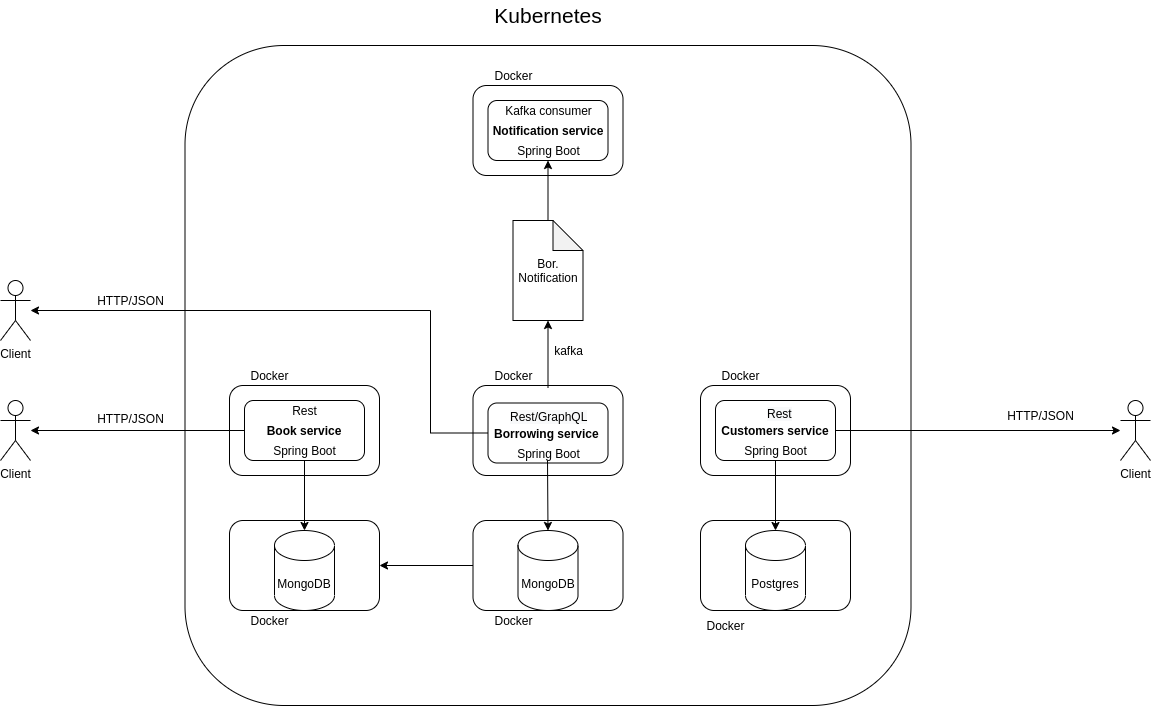 Kubernetes
Docker
Kafka consumer
Notification service
Spring Boot
Bor.
Notification
HTTP/JSON
Client
kafka
Docker
Docker
Docker
HTTP/JSON
Client
Rest
Book service
Spring Boot
Rest/GraphQL
Borrowing service
Spring Boot
Rest
Customers service
Spring Boot
HTTP/JSON
Client
MongoDB
Docker
MongoDB
Docker
Postgres
Docker